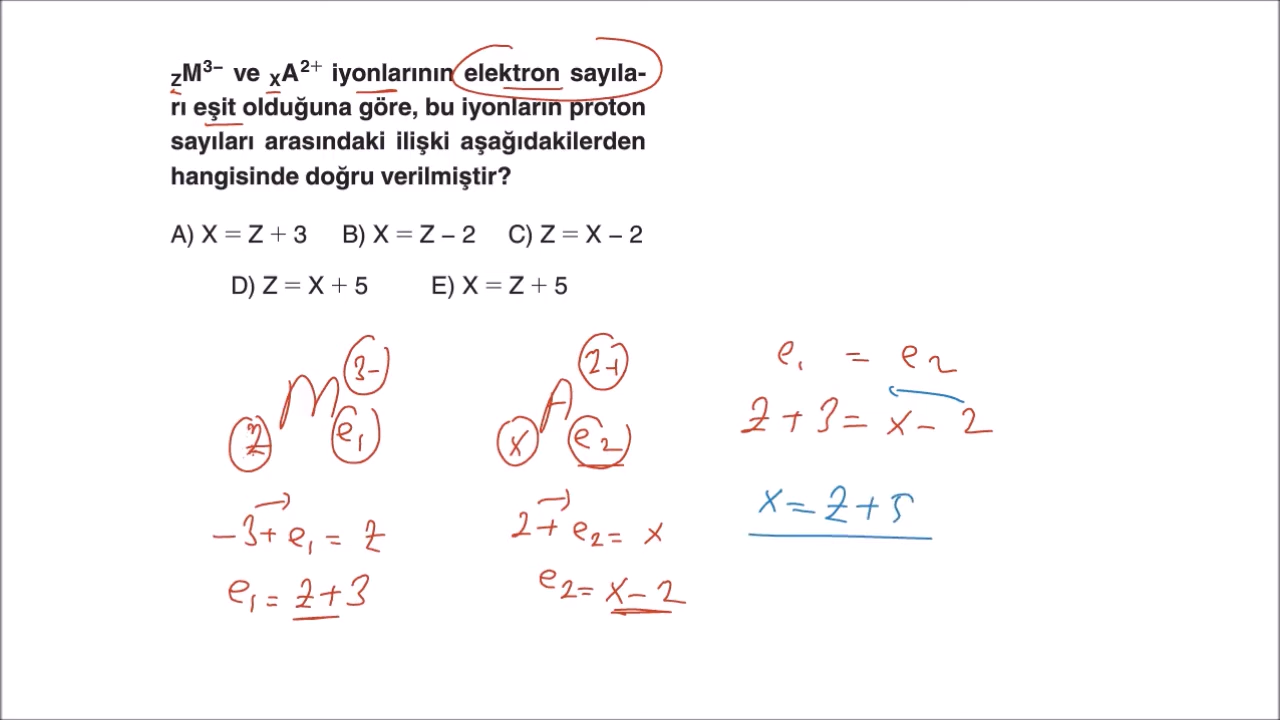 zM³⁻ ve xA²⁺ iyonlarının elektron sayıla-
rı eşit olduğuna göre, bu iyonların proton
sayıları arasındaki ilişki aşağıdakilerden
hangisinde doğru verilmiştir?
A) X = Z + 3 B) X = Z – 2 C) Z = X – 2
D) Z = X + 5 E) X = Z + 5
z M 3- e₁
x A 2+ e₂
e₁ = e₂
z + 3 = x - 2
x = z + 5
-3 + e₁ = z
e₁ = z + 3
2 + e₂ = x
e₂ = x - 2